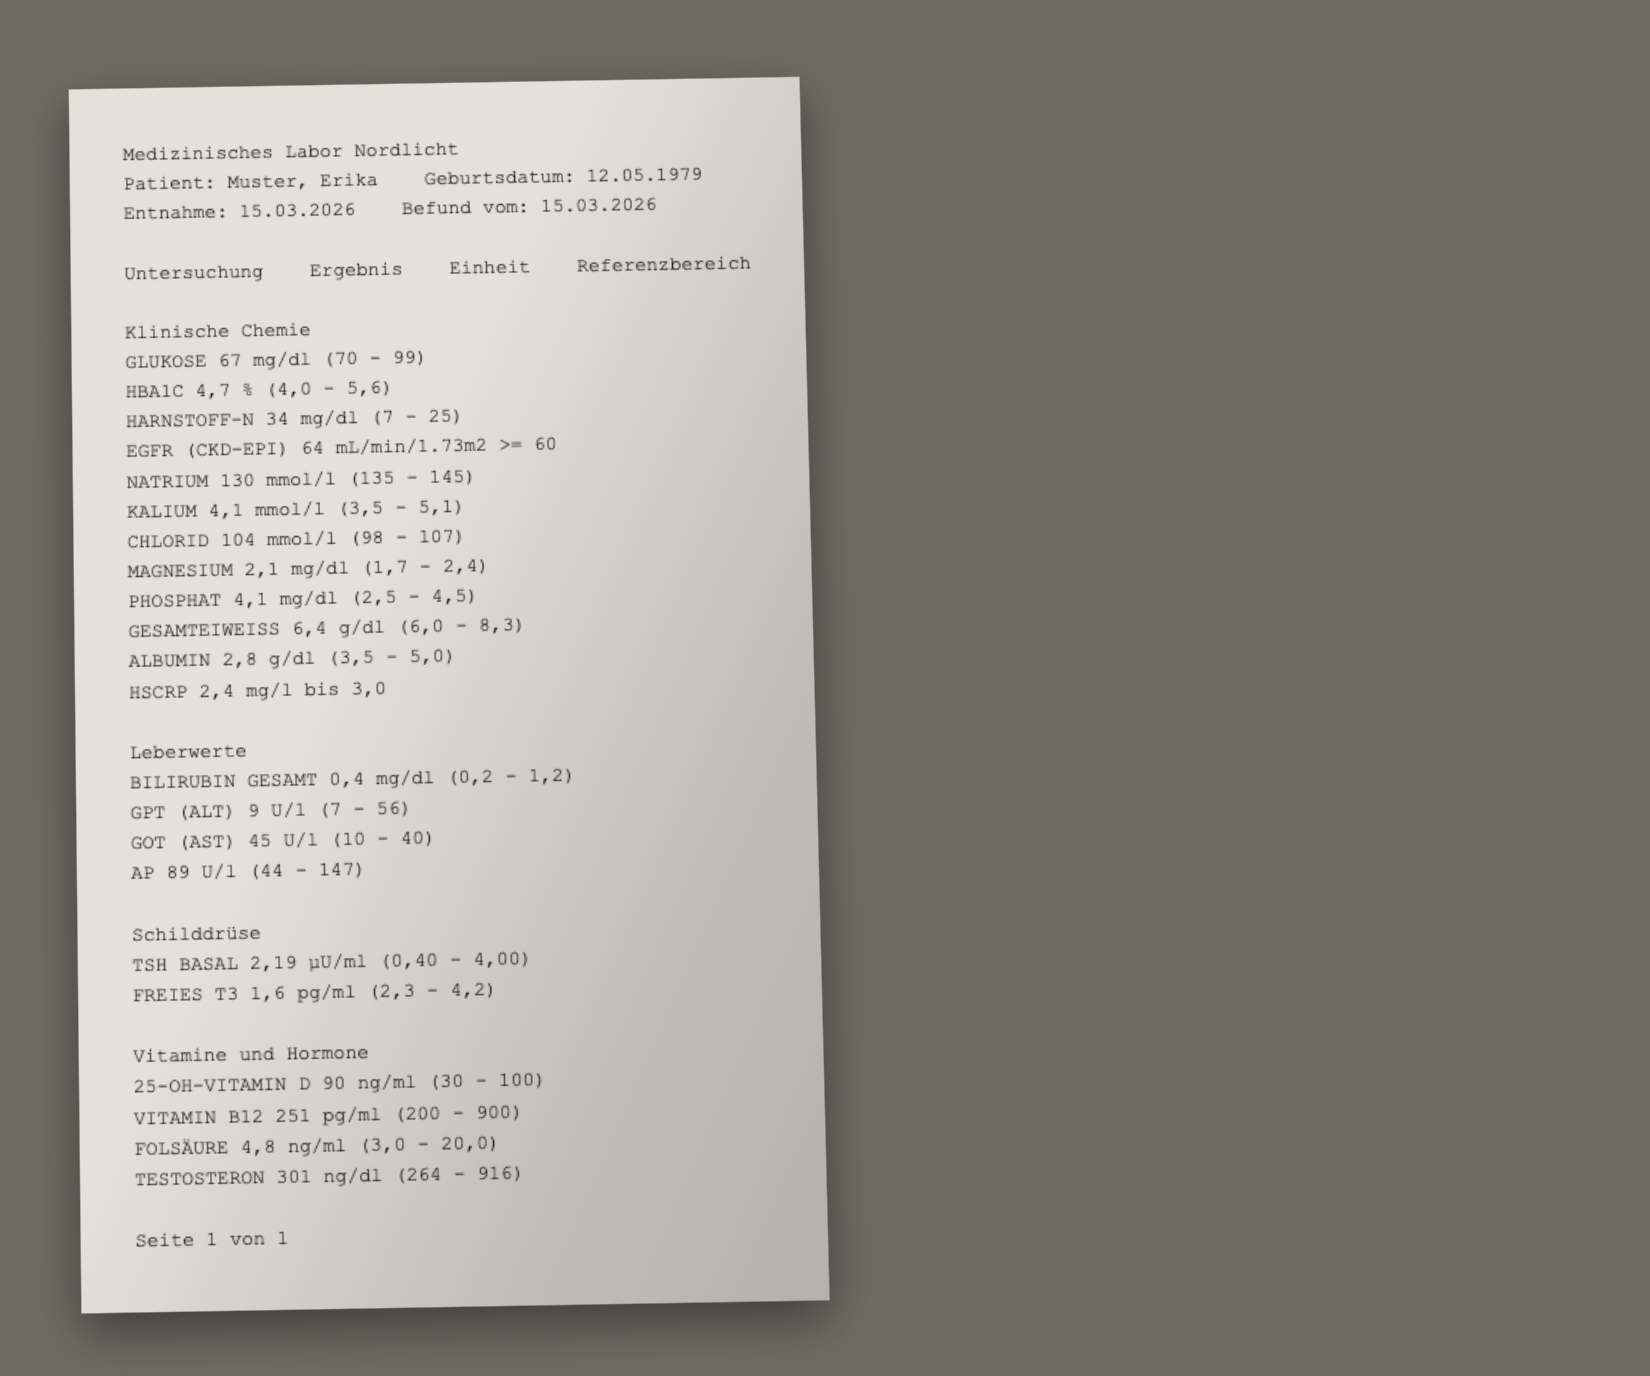 Medizinisches Labor Nordlicht
Patient: Muster, Erika    Geburtsdatum: 12.05.1979
Entnahme: 15.03.2026    Befund vom: 15.03.2026
Untersuchung    Ergebnis    Einheit    Referenzbereich
Klinische Chemie
GLUKOSE 67 mg/dl (70 - 99)
HBA1C 4,7 % (4,0 - 5,6)
HARNSTOFF-N 34 mg/dl (7 - 25)
EGFR (CKD-EPI) 64 mL/min/1.73m2 >= 60
NATRIUM 130 mmol/l (135 - 145)
KALIUM 4,1 mmol/l (3,5 - 5,1)
CHLORID 104 mmol/l (98 - 107)
MAGNESIUM 2,1 mg/dl (1,7 - 2,4)
PHOSPHAT 4,1 mg/dl (2,5 - 4,5)
GESAMTEIWEISS 6,4 g/dl (6,0 - 8,3)
ALBUMIN 2,8 g/dl (3,5 - 5,0)
HSCRP 2,4 mg/l bis 3,0
Leberwerte
BILIRUBIN GESAMT 0,4 mg/dl (0,2 - 1,2)
GPT (ALT) 9 U/l (7 - 56)
GOT (AST) 45 U/l (10 - 40)
AP 89 U/l (44 - 147)
Schilddrüse
TSH BASAL 2,19 µU/ml (0,40 - 4,00)
FREIES T3 1,6 pg/ml (2,3 - 4,2)
Vitamine und Hormone
25-OH-VITAMIN D 90 ng/ml (30 - 100)
VITAMIN B12 251 pg/ml (200 - 900)
FOLSÄURE 4,8 ng/ml (3,0 - 20,0)
TESTOSTERON 301 ng/dl (264 - 916)
Seite 1 von 1